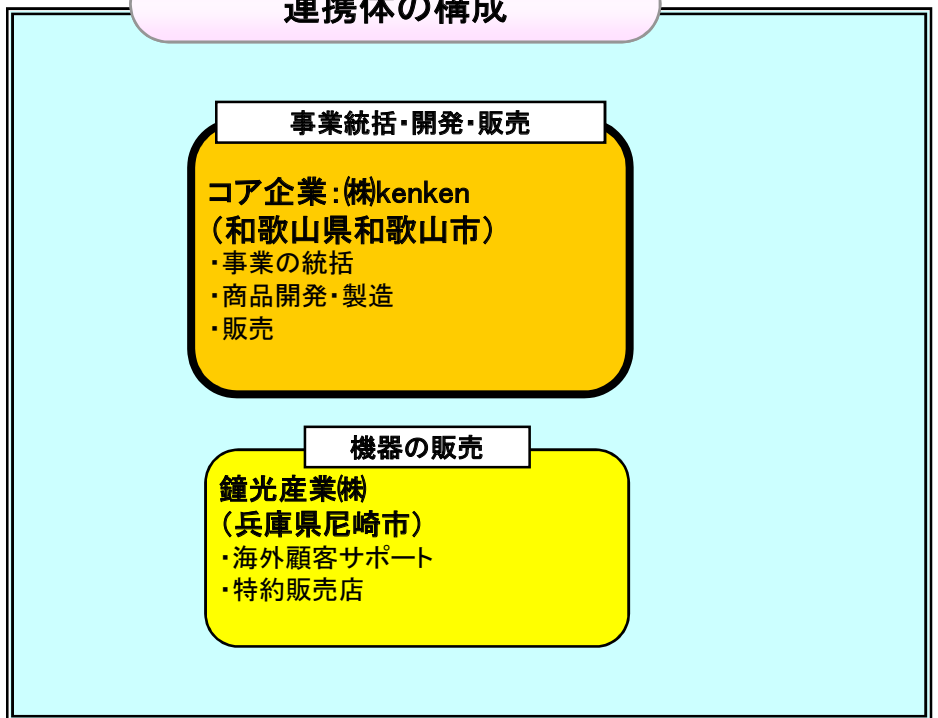 連携体の構成
事業統括・開発・販売
コア企業：㈱kenken
（和歌山県和歌山市）
・事業の統括
・商品開発・製造
・販売
機器の販売
鐘光産業㈱
（兵庫県尼崎市）
・海外顧客サポート
・特約販売店